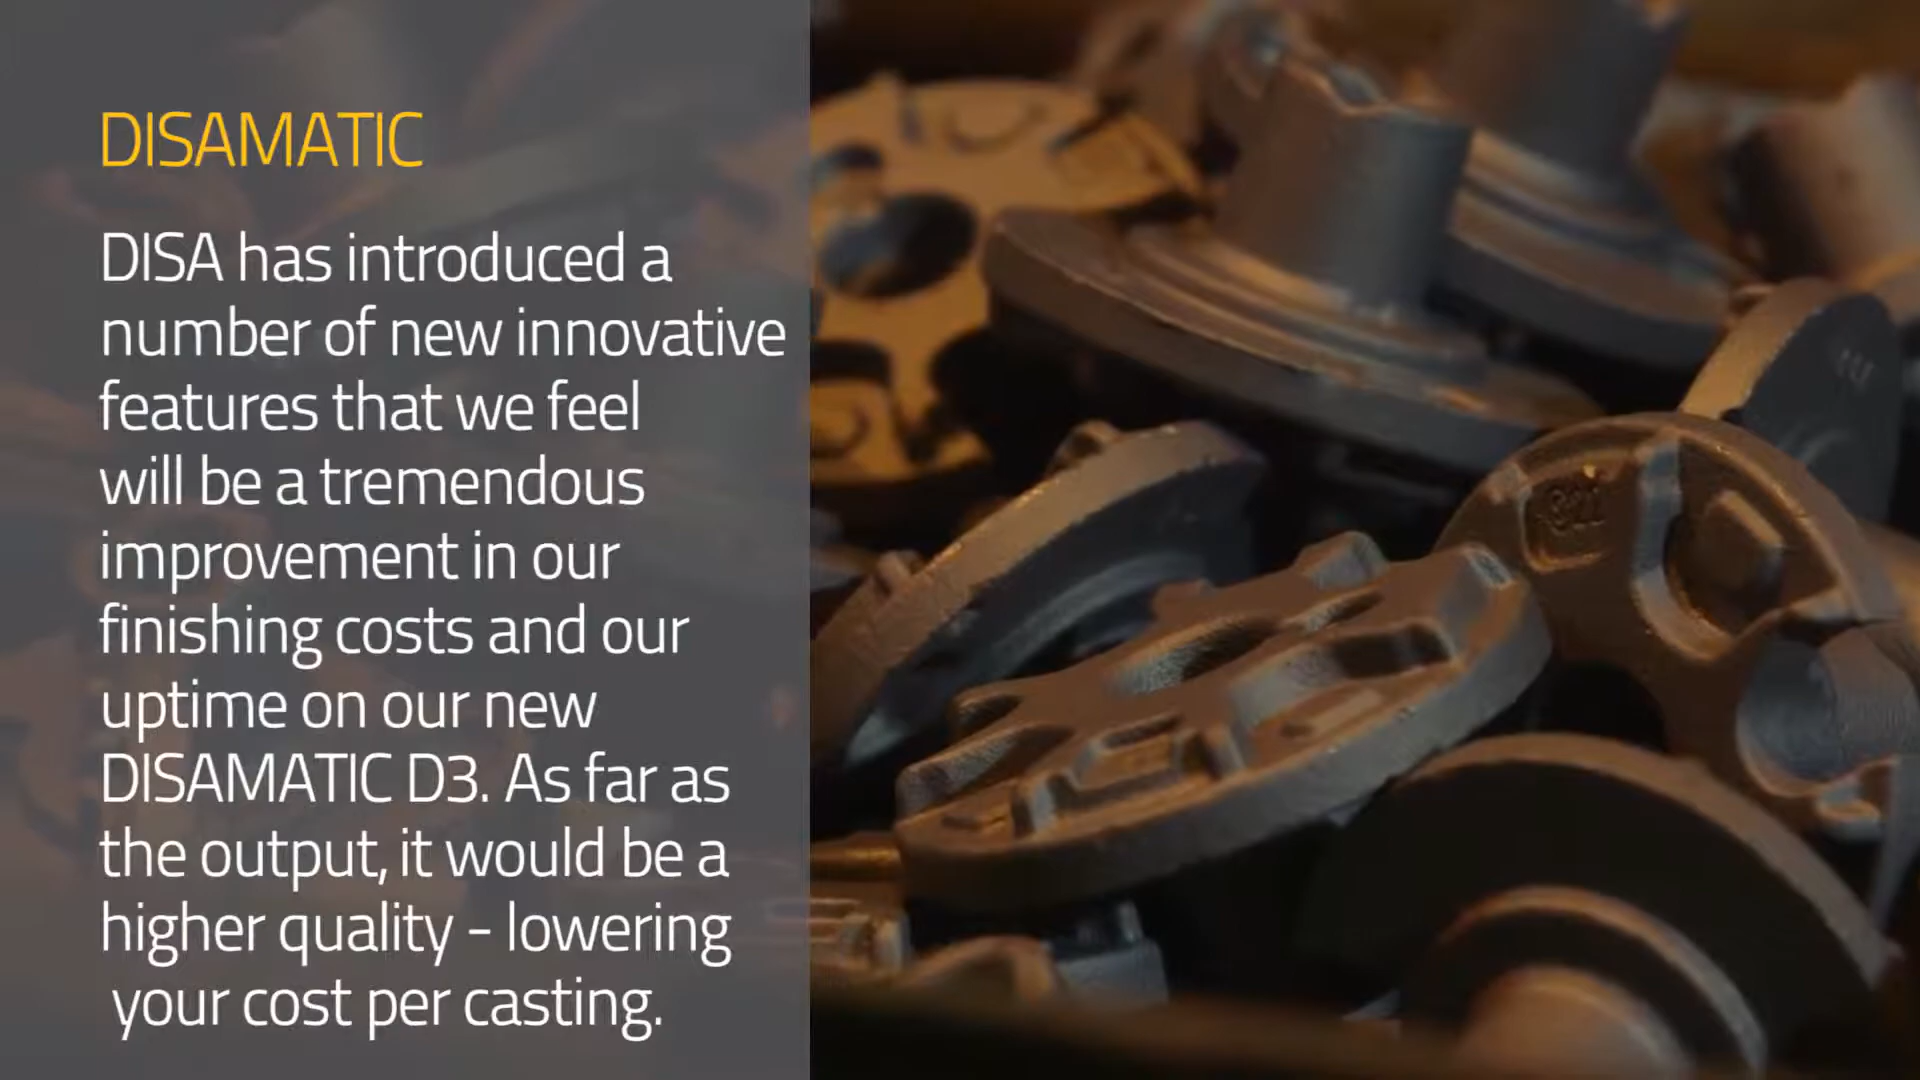 DISAMATIC
DISA has introduced a
number of new innovative
features that we feel
will be a tremendous
improvement in our
finishing costs and our
uptime on our new
DISAMATIC D3. As far as
the output, it would be a
higher quality - lowering
your cost per casting.